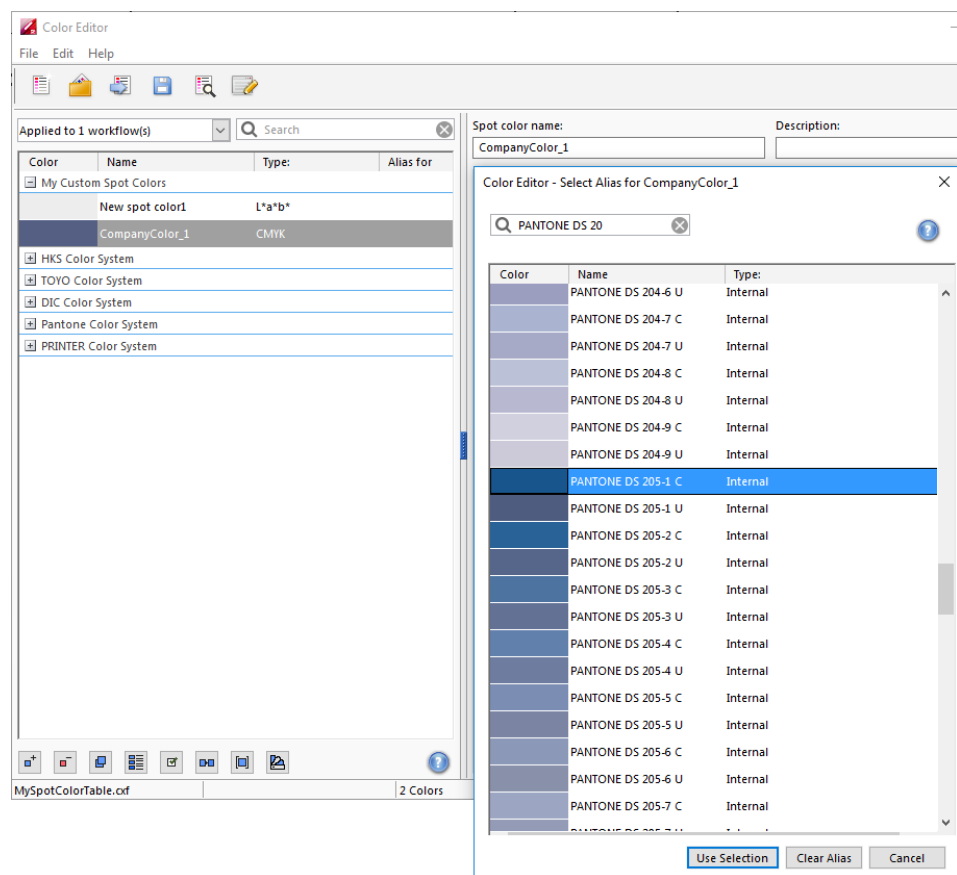 Color Editor
File Edit Help
Applied to 1 workflow(s) Search
Color Name Type: Alias for
My Custom Spot Colors
New spot color1 L*a*b*
CompanyColor_1 CMYK
HKS Color System
TOYO Color System
DIC Color System
Pantone Color System
PRINTER Color System
MySpotColorTable.cxf 2 Colors
Spot color name: Description:
CompanyColor_1
Color Editor - Select Alias for CompanyColor_1
PANTONE DS 20
Color Name Type:
PANTONE DS 204-6 U Internal
PANTONE DS 204-7 C Internal
PANTONE DS 204-7 U Internal
PANTONE DS 204-8 C Internal
PANTONE DS 204-8 U Internal
PANTONE DS 204-9 C Internal
PANTONE DS 204-9 U Internal
PANTONE DS 205-1 C Internal
PANTONE DS 205-1 U Internal
PANTONE DS 205-2 C Internal
PANTONE DS 205-2 U Internal
PANTONE DS 205-3 C Internal
PANTONE DS 205-3 U Internal
PANTONE DS 205-4 C Internal
PANTONE DS 205-4 U Internal
PANTONE DS 205-5 C Internal
PANTONE DS 205-5 U Internal
PANTONE DS 205-6 C Internal
PANTONE DS 205-6 U Internal
PANTONE DS 205-7 C Internal
Use Selection Clear Alias Cancel